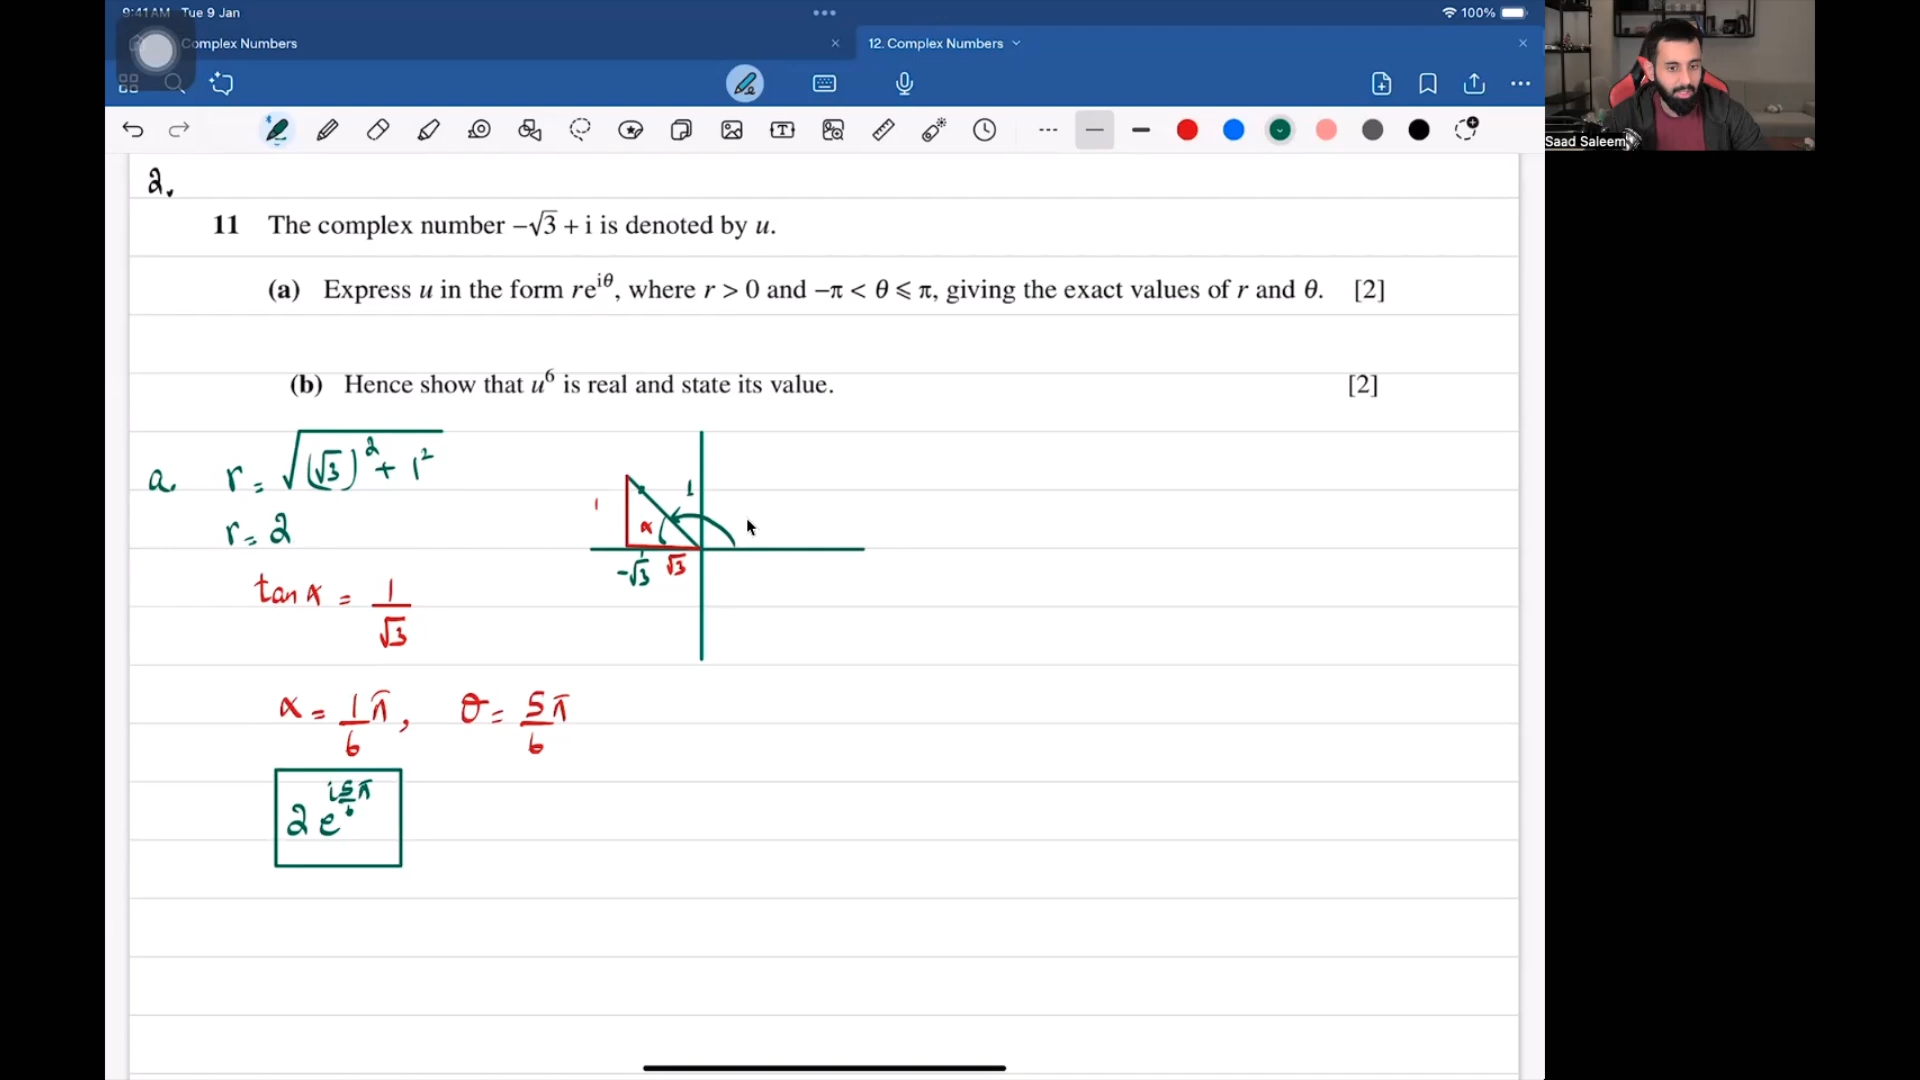 9:41 AM Tue 9 Jan
100%
Complex Numbers
12. Complex Numbers
Saad Saleem
2.
11 The complex number −√3 + i is denoted by u.
(a) Express u in the form re^{iθ}, where r > 0 and −π < θ ⩽ π, giving the exact values of r and θ. [2]
(b) Hence show that u⁶ is real and state its value. [2]
a. r = √((√3)² + 1²)
r = 2
tan α = 1/√3
α = 1/6 π, θ = 5π/6
2e^{i5/6 π}
1
1
α
−√3
√3